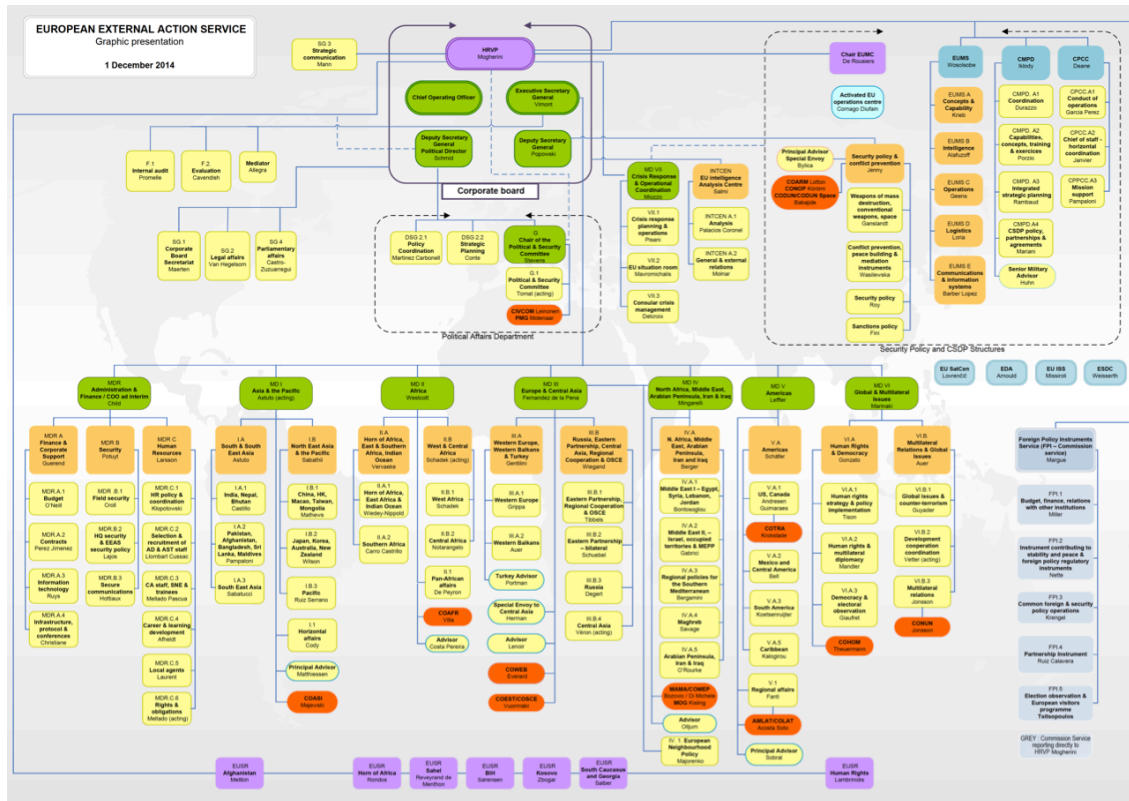 EUROPEAN EXTERNAL ACTION SERVICE
Graphic presentation
1 December 2014
SG 3
Strategic
communication
Mann
HRVP
Mogherini
Chief Operating Officer
Executive Secretary
General
Vimont
Deputy Secretary
General
Political Director
Schmid
Deputy Secretary
General
Popowski
Corporate board
F.1
Internal audit
Promelle
F.2.
Evaluation
Cavendish
Mediator
Allegra
SG.1
Corporate
Board
Secretariat
Maerten
SG.2
Legal affairs
Van Hegelsom
SG 4
Parliamentary
affairs
Castro-
DSG 2.1
Policy
Coordination
Martinez Carbonell
DSG 2.2
Strategic
Planning
Conte
G
Chair of the
Political & Security
Committee
Stevens
G.1
Political & Security
Committee
Tomat (acting)
CIVCOM Leinonen
PMG Molenaar
Political Affairs Department
MD VII
Crisis Response
& Operational
Coordination
Miozzo
VII.1
Crisis response
planning &
operations
Pisani
VII.2
EU situation room
Mavromichalis
VII.3
Consular crisis
management
Delcroix
INTCEN
EU intelligence
Analysis Centre
Salmi
INTCEN A.1
Analysis
Palacios Coronel
INTCEN A.2
General & external
relations
Molnar
Chair EUMC
De Rousiers
Activated EU
operations centre
Cornago Diufain
Principal Advisor
Special Envoy
Bylica
COARM
CONOP
CODUN/CODUN Space
Security policy &
conflict prevention
Jenny
Weapons of mass
destruction,
conventional
weapons, space
Ganslandt
Conflict prevention,
peace building &
mediation
instruments
Wasilewska
Security policy
Roy
Sanctions policy
EUMS
Wosolsobe
EUMS A
Concepts &
Capability
Krieb
EUMS B
Intelligence
Alafuzoff
EUMS C
Operations
Geens
EUMS D
Logistics
EUMS E
Communications
& information
systems
Barber Lopez
CMPD
CMPD. A1
Coordination
Durazzo
CMPD. A2
Capabilities,
concepts, training
& exercices
Porzio
CMPD. A3
Integrated
strategic planning
Rambaud
CMPD.A4
CSDP policy,
partnerships &
agreements
Mariani
Senior Military
Advisor
Huhn
CPCC
Deane
CPCC.A1
Conduct of
operations
Garcia Perez
CPCC.A2
Chief of staff -
horizontal
coordination
Janvier
CPPCC.A3
Mission
support
Pampaloni
Security Policy and CSDP Structures
EU SatCen
Lovrenčič
EDA
Arnould
EU ISS
Missiroli
ESDC
Weisserth
MDR
Administration &
Finance / COO ad interim
Child
MDR A
Finance &
Corporate
Support
Guerend
MDR.A.1
Budget
O'Neill
MDR.A.2
Contracts
Perez Jimenez
MDR.A.3
Information
technology
Ruys
MDR.A.4
Infrastructure,
protocol &
conferences
Christiane
MDR B
Security
Potuyt
MDR .B.1
Field security
Croll
MDR.B.2
HQ security
& EEAS
security policy
Lajos
MDR.B.3
Secure
communications
Hottiaux
MDR C
Human
Resources
Larsson
MDR C.1
HR policy &
coordination
Klopotowski
MDR C.2
Selection &
recruitment of
AD & AST staff
Llombart Cussac
MDR.C.3
CA staff, SNE &
trainees
Mellado Pascua
MDR C.4
Career & learning
development
Afheldt
MDR.C.5
Local agents
Laurent
MDR.C.6
Rights &
obligations
Mellado (acting)
MD I
Asia & the Pacific
Astuto (acting)
I.A
South & South
East Asia
Astuto
I.A.1
India, Nepal,
Bhutan
Castillo
I.A.2
Pakistan,
Afghanistan,
Bangladesh, Sri
Lanka, Maldives
Pampaloni
I.A.3
South East Asia
Sabatucci
I.B
North East Asia
& the Pacific
Sabathil
I.B.1
China, HK,
Macao, Taiwan,
Mongolia
Mathews
I.B.2
Japan, Korea,
Australia, New
Zealand
Wilson
I.B.3
Pacific
Ruiz Serrano
I.1
Horizontal
affairs
Cody
Principal Advisor
Matthiessen
COASI
Majewski
MD II
Africa
Westcott
II.A
Horn of Africa,
East & Southern
Africa, Indian
Ocean
Vervaeke
II.A.1
Horn of Africa,
East Africa &
Indian Ocean
Wiedey-Nippold
II.A.2
Southern Africa
Carro Castrillo
II.B
West & Central
Africa
Schadek (acting)
II.B.1
West Africa
Schadek
II.B.2
Central Africa
Notarangelo
II.1
Pan-African affairs
De Peyron
COAFR
Villa
Advisor
Costa Pereira
MD III
Europe & Central Asia
Fernandez de la Pena
III.A
Western Europe,
Western Balkans
& Turkey
Gentilini
III.A.1
Western Europe
Grippa
III.A.2
Western Balkans
Auer
Turkey Advisor
Portman
Special Envoy to
Central Asia
Herman
Advisor
Lenoir
COWEB
Everard
COEST/COSCE
Vuorimäki
III.B
Russia, Eastern
Partnership, Central
Asia, Regional
Cooperation & OSCE
Wiegand
III.B.1
Eastern Partnership,
Regional Cooperation
& OSCE
Tibbels
III.B.2
Eastern Partnership –
bilateral
Schuebel
III.B.3
Russia
Degert
III.B.4
Central Asia
Véron (acting)
MD IV
North Africa, Middle East,
Arabian Peninsula, Iran & Iraq
Mingarelli
IV.A
N. Africa, Middle
East, Arabian
Peninsula,
Iran and Iraq
Berger
IV.A.1
Middle East I – Egypt,
Syria, Lebanon,
Jordan
Bontosoglou
IV.A.2
Middle East II, –
Israel, occupied
territories & MEPP
Gabrici
IV.A.3
Regional policies for
the Southern
Mediterranean
Bergamini
IV.A.4
Maghreb
Savage
IV.A.5
Arabian Peninsula,
Iran & Iraq
O'Rourke
MAMA/COMEP
Bozovic / Di Michele
MOG Kissling
Advisor
Oltjum
IV. 1. European
Neighbourhood Policy
Majorenko
MD V
Americas
Leffler
V.A
Americas
Schäfer
V.A.1
US, Canada
Andresen
Guimaraes
COTRA
Krokstade
V.A.2
Mexico and
Central America
Bell
V.A.3
South America
Koetsenruijter
V.A.5
Caribbean
Kalogirou
V.1
Regional affairs
Fanti
AMLAT/COLAT
Acosta Soto
Principal Advisor
Sobral
MD VI
Global & Multilateral
Issues
Marinaki
VI.A
Human Rights
& Democracy
Gonzato
VI.A.1
Human rights
strategy & policy
implementation
Tison
VI.A.2
Human rights &
multilateral
diplomacy
Mander
VI.A.3
Democracy &
electoral
observation
Giaufret
COHOM
Theuermann
VI.B.
Multilateral
Relations & Global
Issues
Auer
VI.B.1
Global Issues &
counter-terrorism
Guyader
VI.B.2
Development
cooperation
coordination
Vetter (acting)
VI.B.3
Multilateral
relations
Jonsson
CONUN
Jonsson
Foreign Policy Instruments
Service (FPI – Commission
service)
Margue
FPI.1
Budget, finance, relations
with other institutions
Miller
FPI.2
Instrument contributing to
stability and peace &
foreign policy regulatory
instruments
Nette
FPI.3
Common foreign & security
policy operations
Krengel
FPI.4
Partnership Instrument
Ruiz Calavera
FPI.5
Election observation &
European visitors
programme
Tsitsopoulos
GREY : Commission Service
reporting directly to
HRVP Mogherini
EUSR
Afghanistan
Mellbin
EUSR
Horn of Africa
Rondos
EUSR
Sahel
Reveyrand de
Menthon
EUSR
BiH
Sørensen
EUSR
Kosovo
Zbogar
EUSR
South Caucasus
and Georgia
Salber
EUSR
Human Rights
Lambrinidis